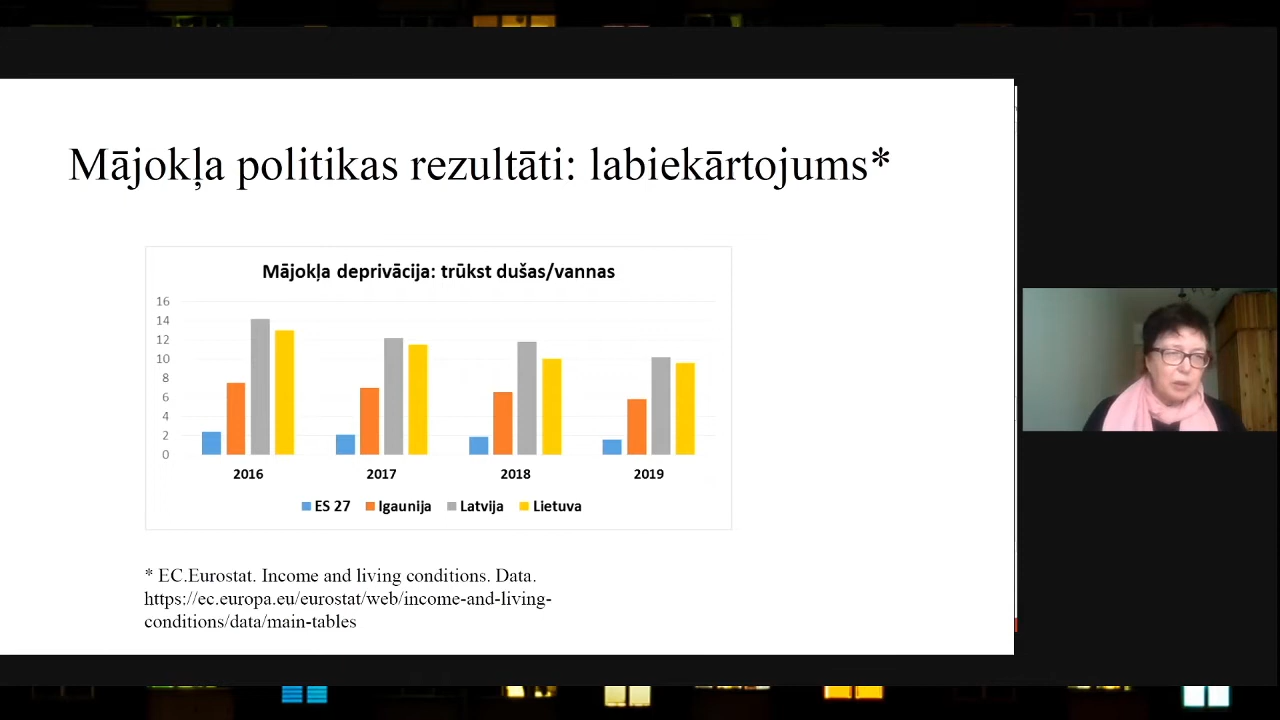 Mājokļa politikas rezultāti: labiekārtojums*
Mājokļa deprivācija: trūkst dušas/vannas
16
14
12
10
8
6
4
2
0
2016 2017 2018 2019
ES 27 Igaunija Latvija Lietuva
* EC.Eurostat. Income and living conditions. Data.
https://ec.europa.eu/eurostat/web/income-and-living-
conditions/data/main-tables